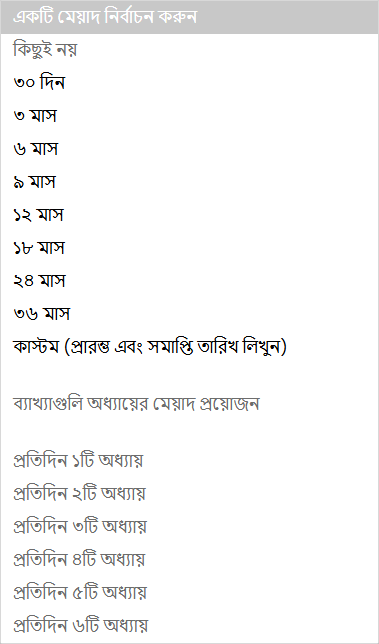 একটি মেয়াদ নির্বাচন করুন
কিছুই নয়
৩০ দিন
৩ মাস
৬ মাস
৯ মাস
১২ মাস
১৮ মাস
২৪ মাস
৩৬ মাস
কাস্টম (প্রারম্ভ এবং সমাপ্তি তারিখ লিখুন)
ব্যাখ্যাগুলি অধ্যায়ের মেয়াদ প্রয়োজন
প্রতিদিন ১টি অধ্যায়
প্রতিদিন ২টি অধ্যায়
প্রতিদিন ৩টি অধ্যায়
প্রতিদিন ৪টি অধ্যায়
প্রতিদিন ৫টি অধ্যায়
প্রতিদিন ৬টি অধ্যায়